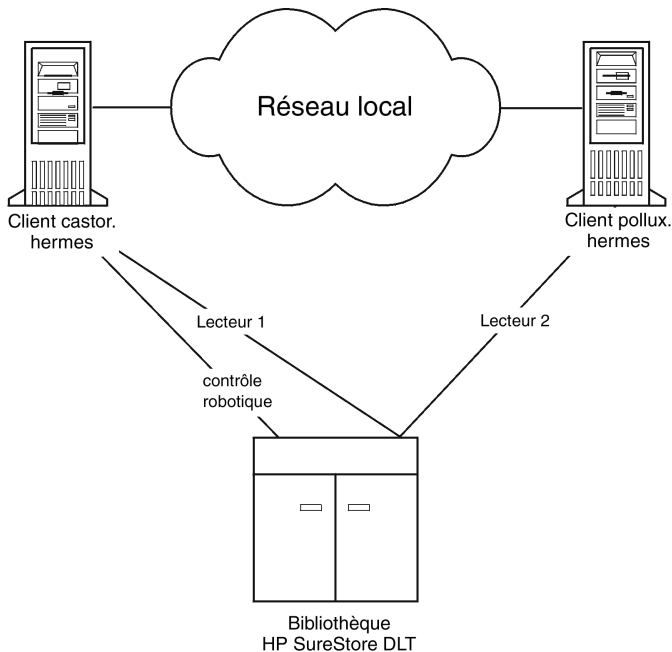 Réseau local
Client castor.
hermes
Client pollux.
hermes
Lecteur 1
Lecteur 2
contrôle
robotique
Bibliothèque
HP SureStore DLT